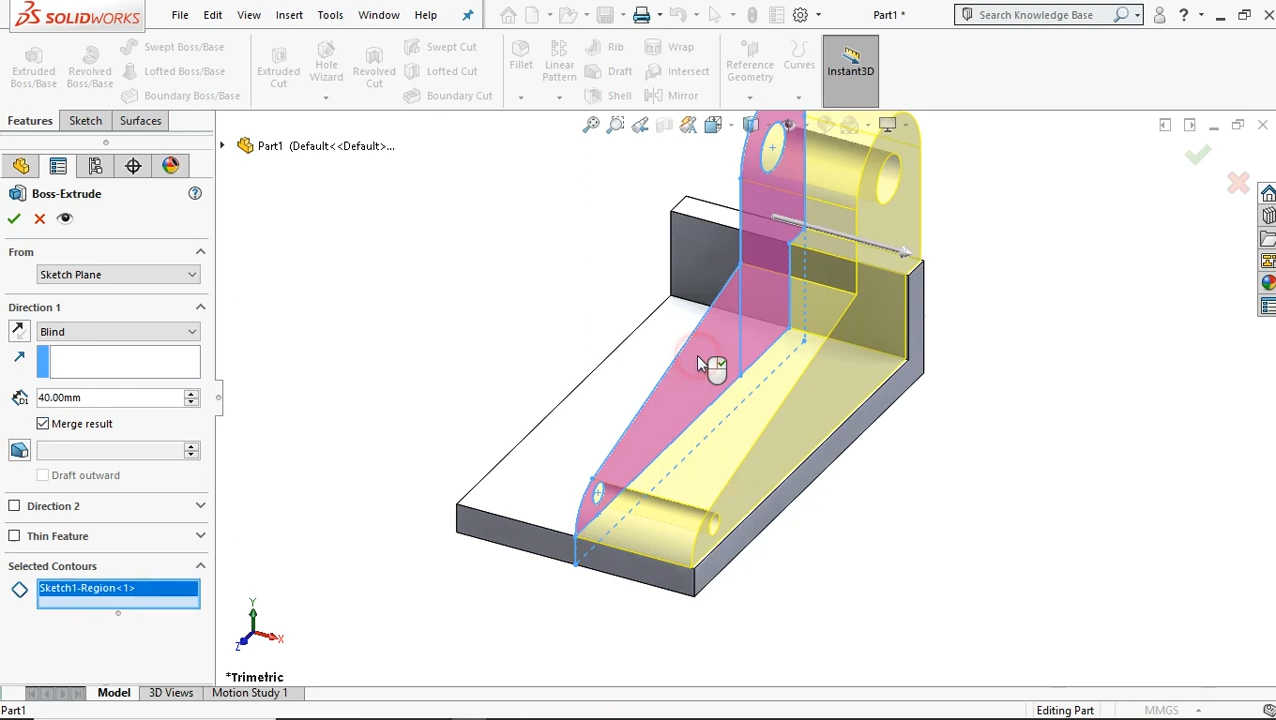 SOLIDWORKS File Edit View Insert Tools Window Help Part1 * Search Knowledge Base ?
Extruded Boss/Base Revolved Boss/Base Swept Boss/Base Lofted Boss/Base Boundary Boss/Base Extruded Cut Hole Wizard Revolved Cut Swept Cut Lofted Cut Boundary Cut Fillet Linear Pattern Rib Draft Shell Wrap Intersect Mirror Reference Geometry Curves Instant3D
Features Sketch Surfaces
Part1 (Default<<Default>...
Boss-Extrude
From
Sketch Plane
Direction 1
Blind
D1 40.00mm
Merge result
Draft outward
Direction 2
Thin Feature
Selected Contours
Sketch1-Region<1>
Y
X
Z
*Trimetric
Model 3D Views Motion Study 1
Part1 Editing Part MMGS